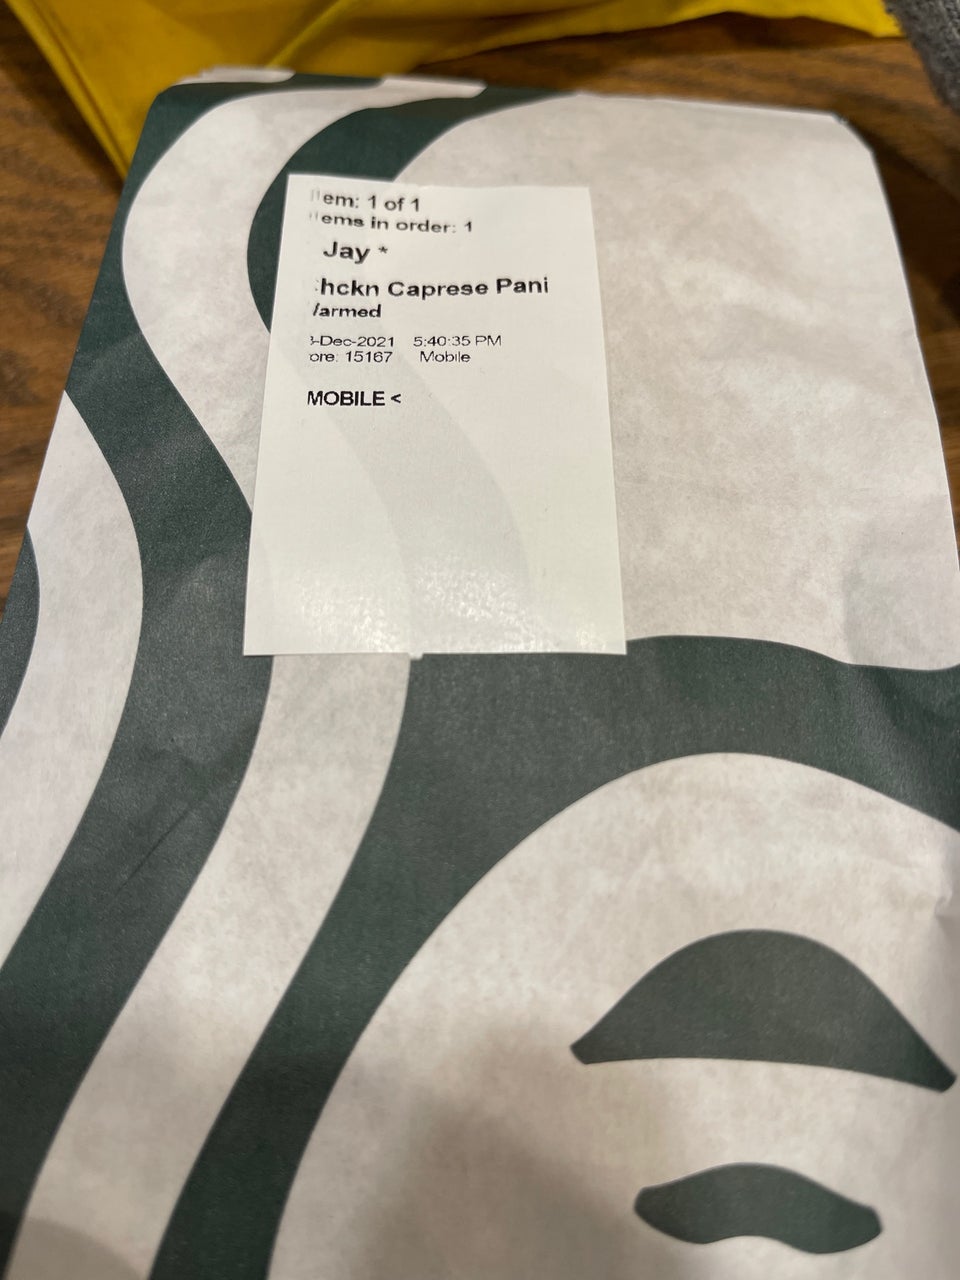 em: 1 of 1
ems in order: 1
Jay *
hckn Caprese Pani
armed
-Dec-2021 5:40:35 PM
ore: 15167 Mobile
MOBILE <